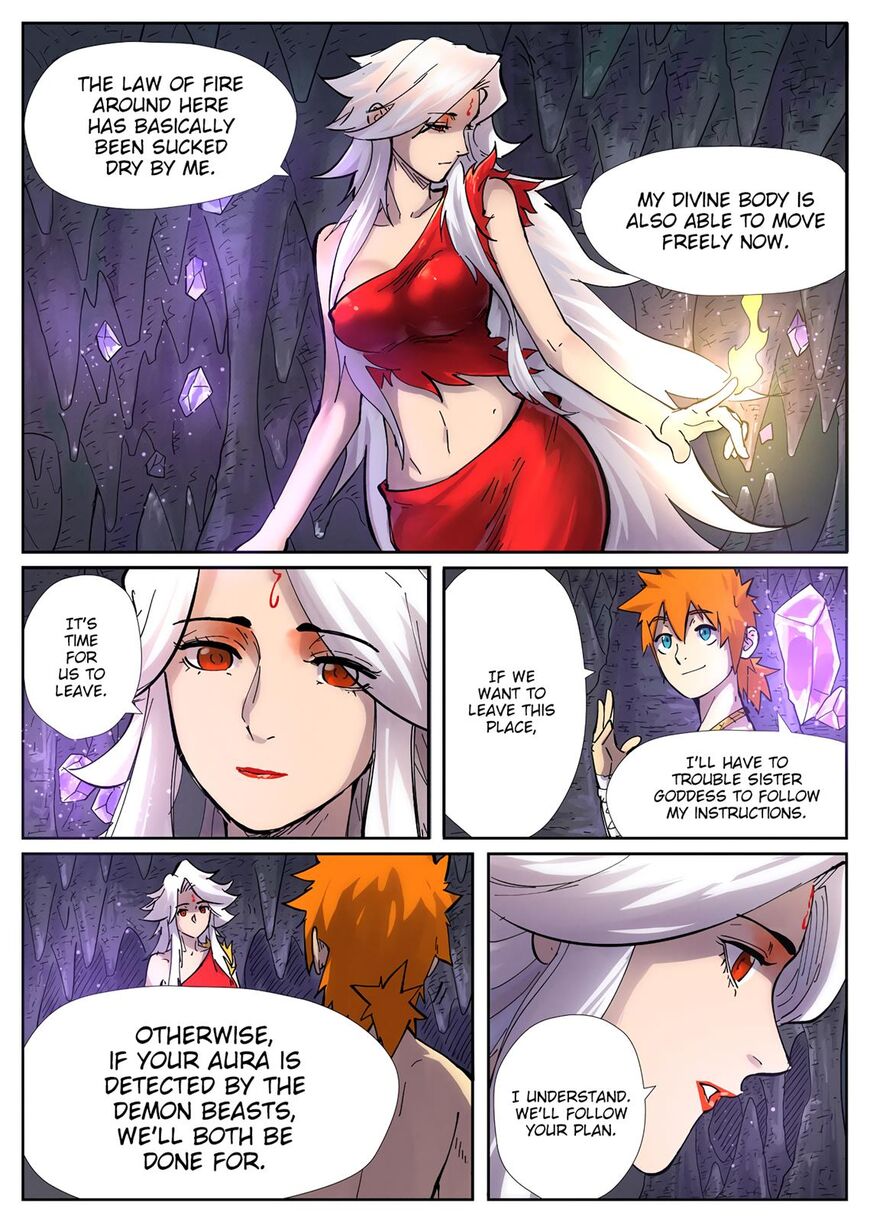 THE LAW OF FIRE
AROUND HERE
HAS BASICALLY
BEEN SUCKED
DRY BY ME.
MY DIVINE BODY IS
ALSO ABLE TO MOVE
FREELY NOW.
IT'S
TIME
FOR
US TO
LEAVE.
IF WE
WANT TO
LEAVE THIS
PLACE,
I'LL HAVE TO
TROUBLE SISTER
GODDESS TO FOLLOW
MY INSTRUCTIONS.
OTHERWISE,
IF YOUR AURA IS
DETECTED BY THE
DEMON BEASTS,
WE'LL BOTH BE
DONE FOR.
I UNDERSTAND.
WE'LL FOLLOW
YOUR PLAN.